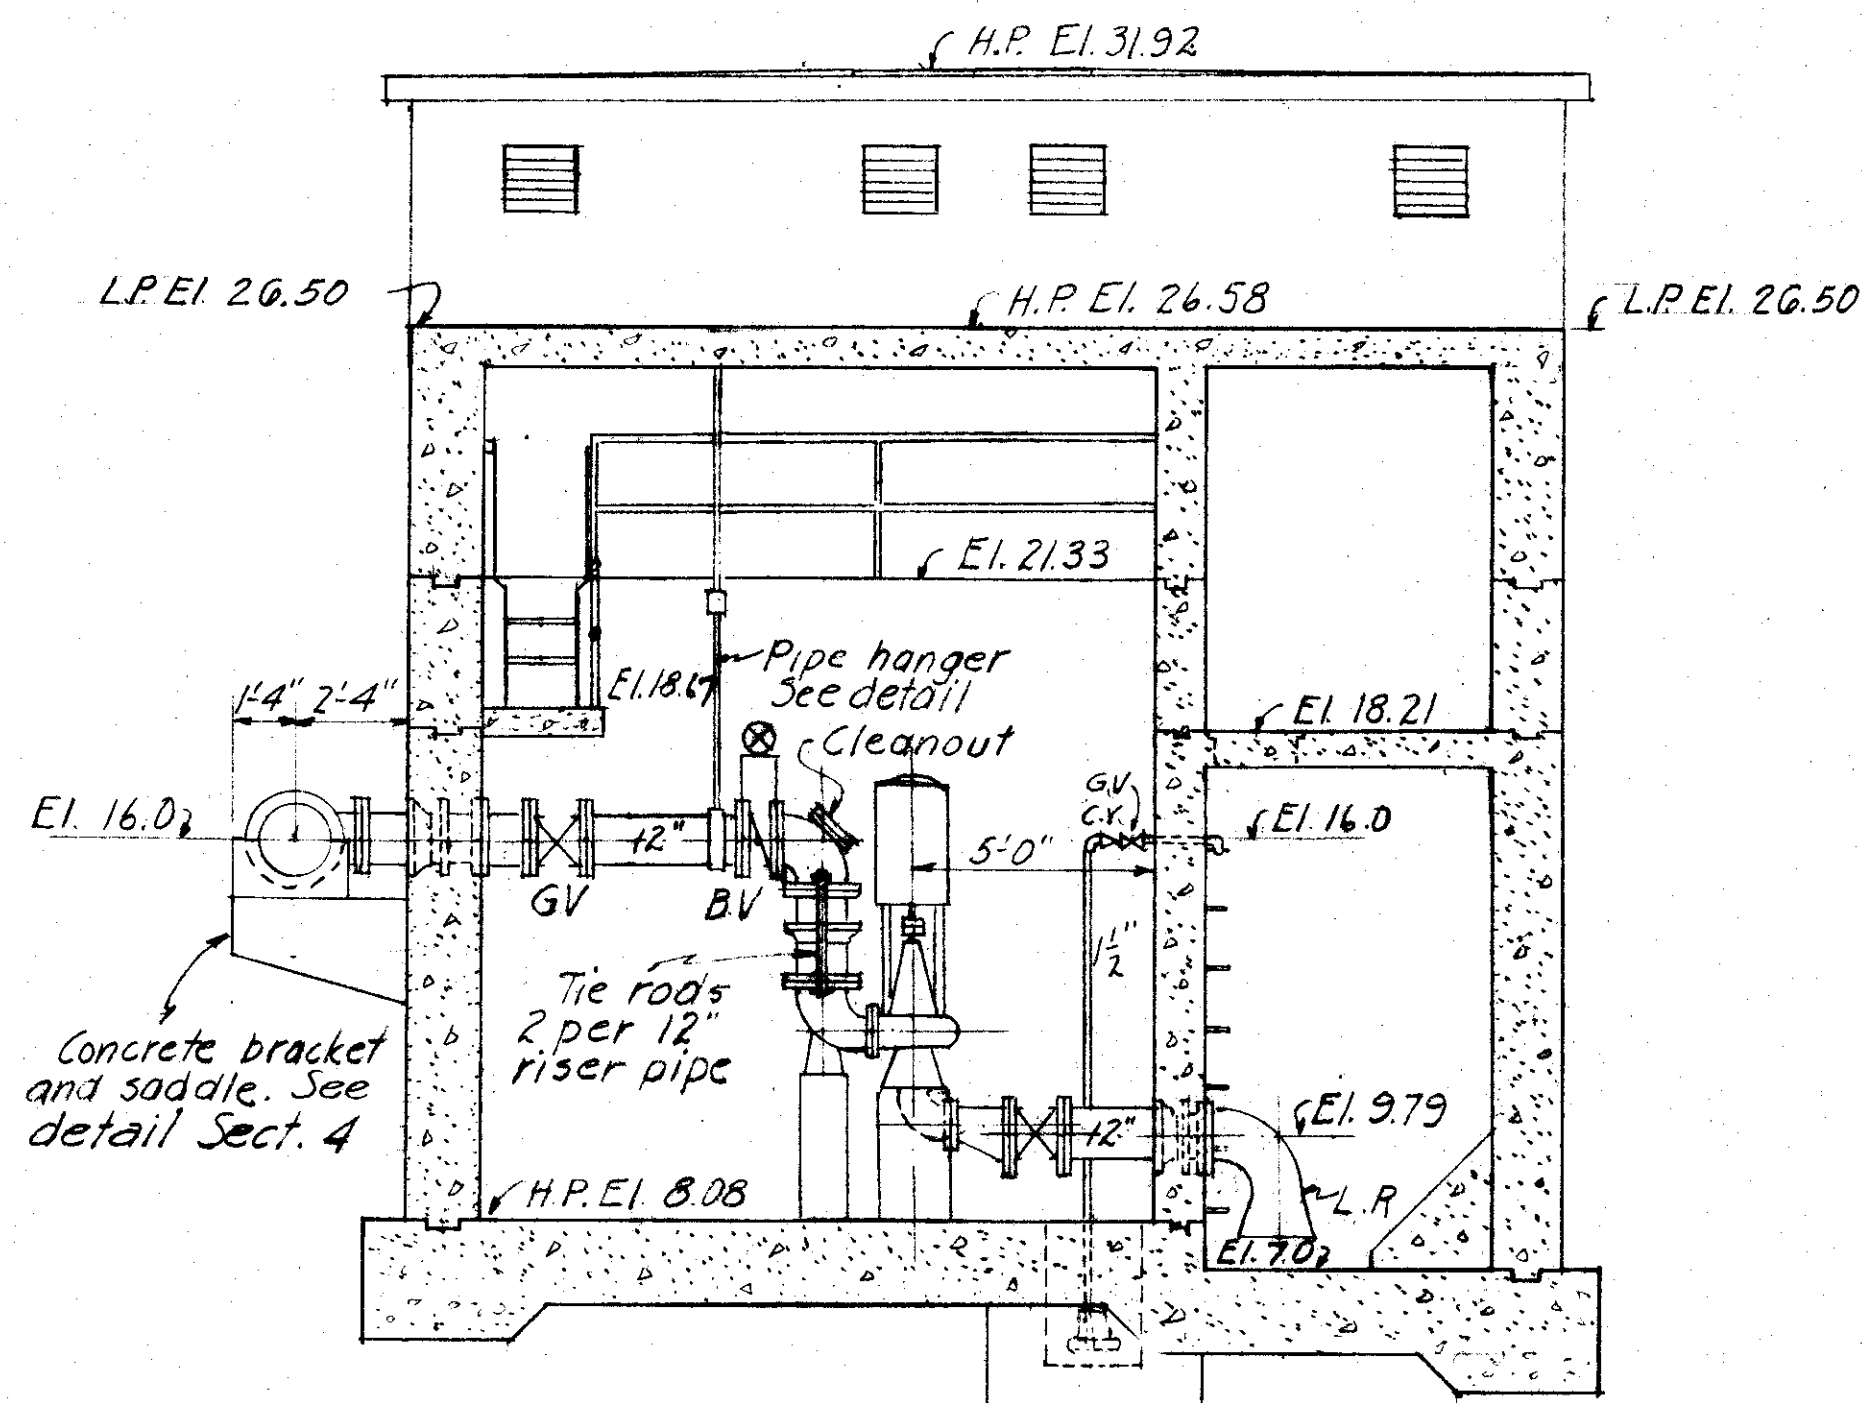 H.P. El. 31.92
L.P. El. 26.50
H.P. El. 26.58
L.P. El. 26.50
El. 21.33
Pipe hanger
See detail
El. 18.67
1'-4" 2'-4"
El. 18.21
Cleanout
G.V.
C.V.
El. 16.0
12"
5'-0"
El. 16.0
GV
B.V
1 1/2"
Tie rods
2 per 12"
riser pipe
Concrete bracket
and saddle. See
detail Sect. 4
El. 9.79
12"
H.P. El. 8.08
L.R
El. 7.0